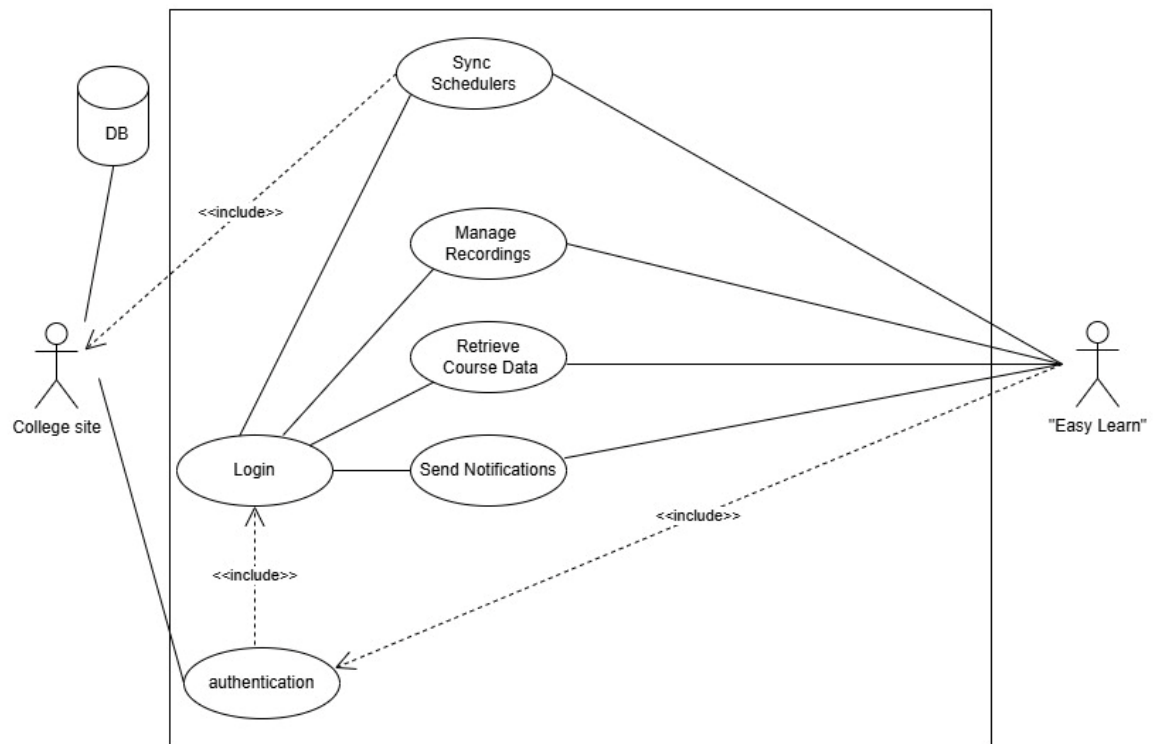 Sync
Schedulers
DB
<<include>>
Manage
Recordings
Retrieve
Course Data
College site
"Easy Learn"
Login
Send Notifications
<<include>>
<<include>>
authentication